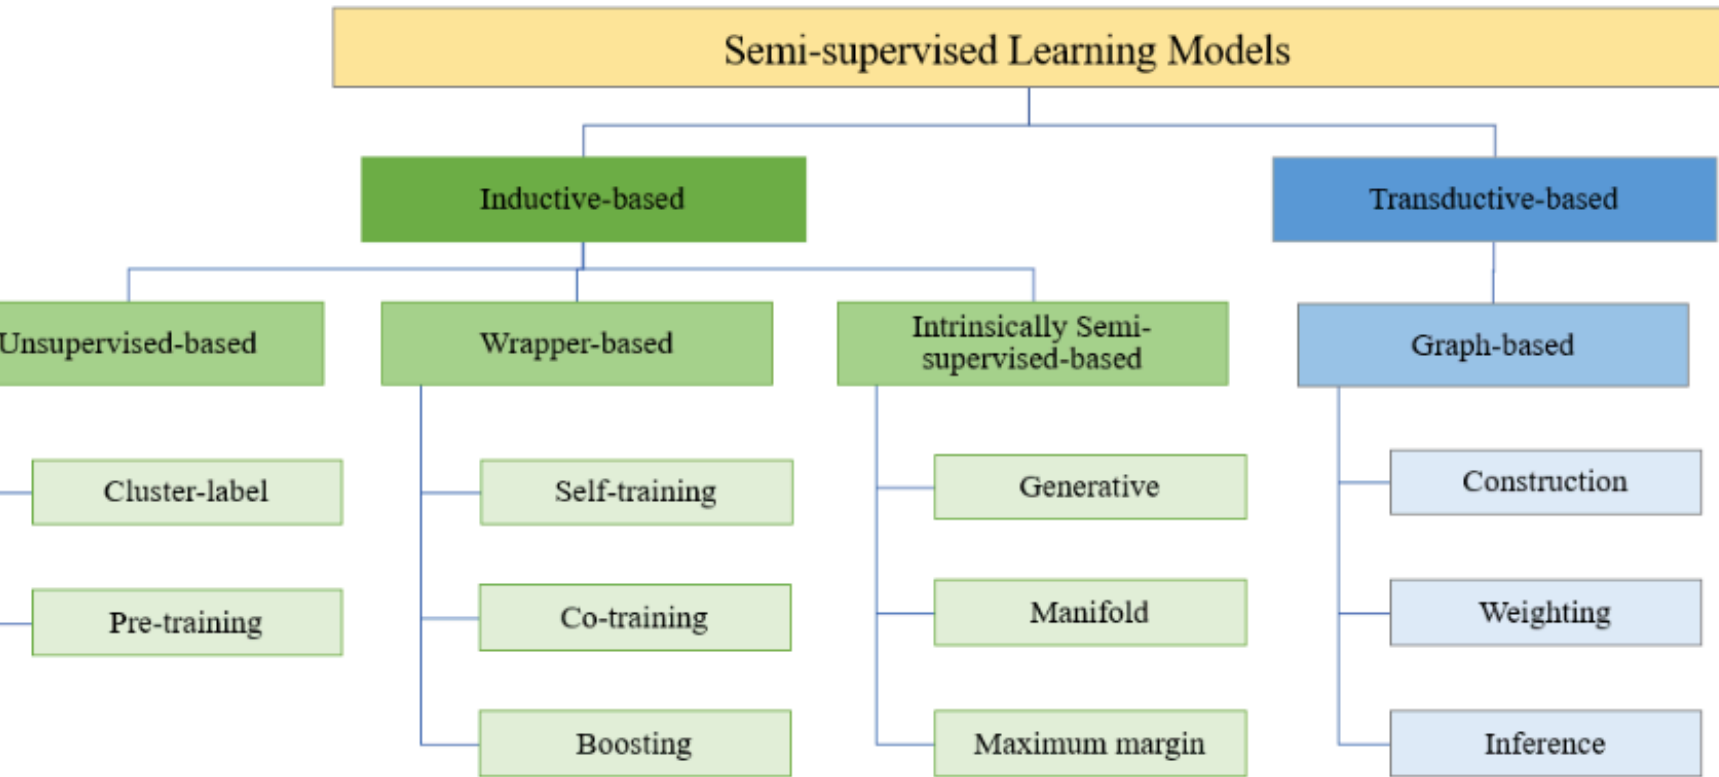 Semi-supervised Learning Models
Inductive-based
Transductive-based
Unsupervised-based
Wrapper-based
Intrinsically Semi-
supervised-based
Graph-based
Cluster-label
Self-training
Generative
Construction
Pre-training
Co-training
Manifold
Weighting
Boosting
Maximum margin
Inference